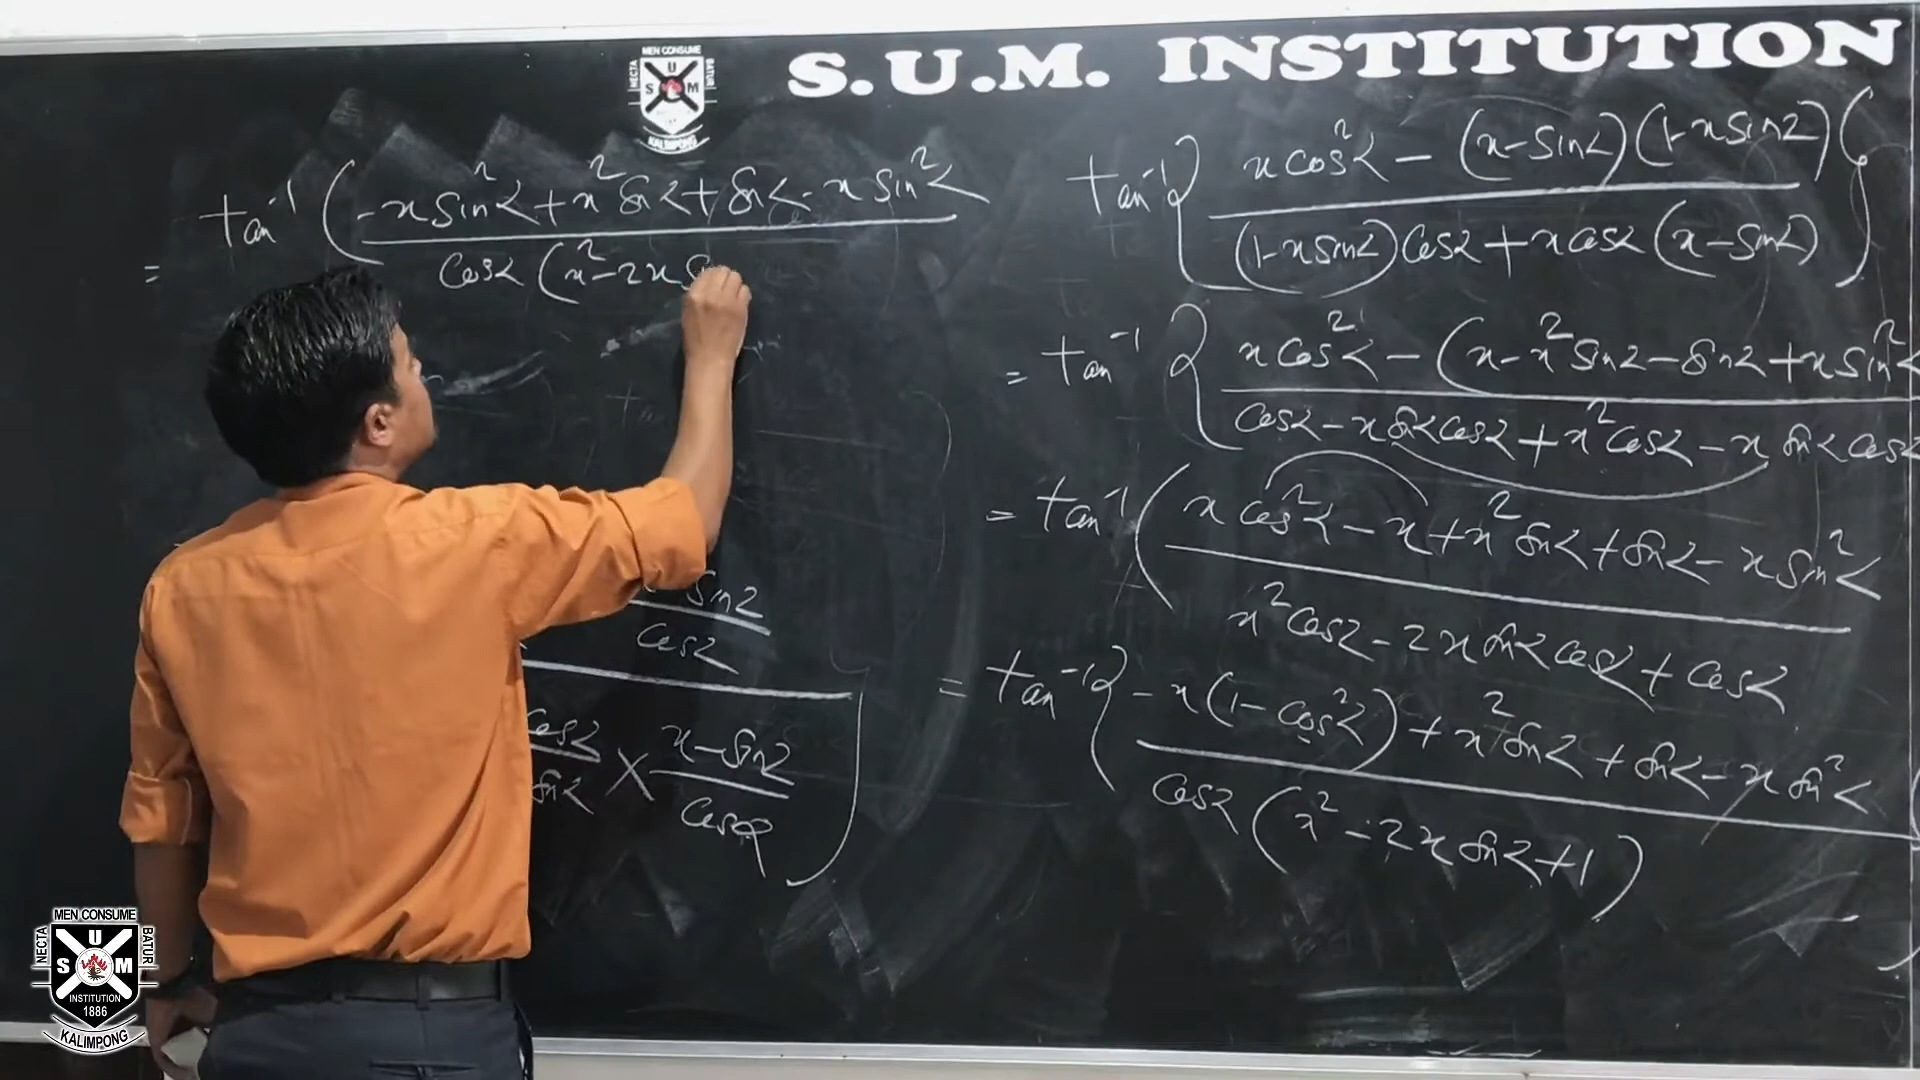 MEN CONSUME
NECTA
BATUR
U
S M
KALIMPONG
S.U.M. INSTITUTION
= tan⁻¹ ( -x sin²α + x² sinα + sinα - x sin²α
cosα (x² - 2x S
sinα
cosα
cosα
sinα × x - sinα
cosα
tan⁻¹ { x cos²α - (x - sinα)(1 - x sinα)
(1 - x sinα) cosα + x cosα (x - sinα) }
= tan⁻¹ { x cos²α - (x - x² sinα - sinα + x sin²α
cosα - x sinα cosα + x² cosα - x sinα cosα
= tan⁻¹ ( x cos²α - x + x² sinα + sinα - x sin²α
x² cosα - 2x sinα cosα + cosα
= tan⁻¹ { -x(1 - cos²α) + x² sinα + sinα - x sin²α
cosα (x² - 2x sinα + 1)
MEN CONSUME
NECTA
BATUR
U
S M
INSTITUTION
1886
KALIMPONG